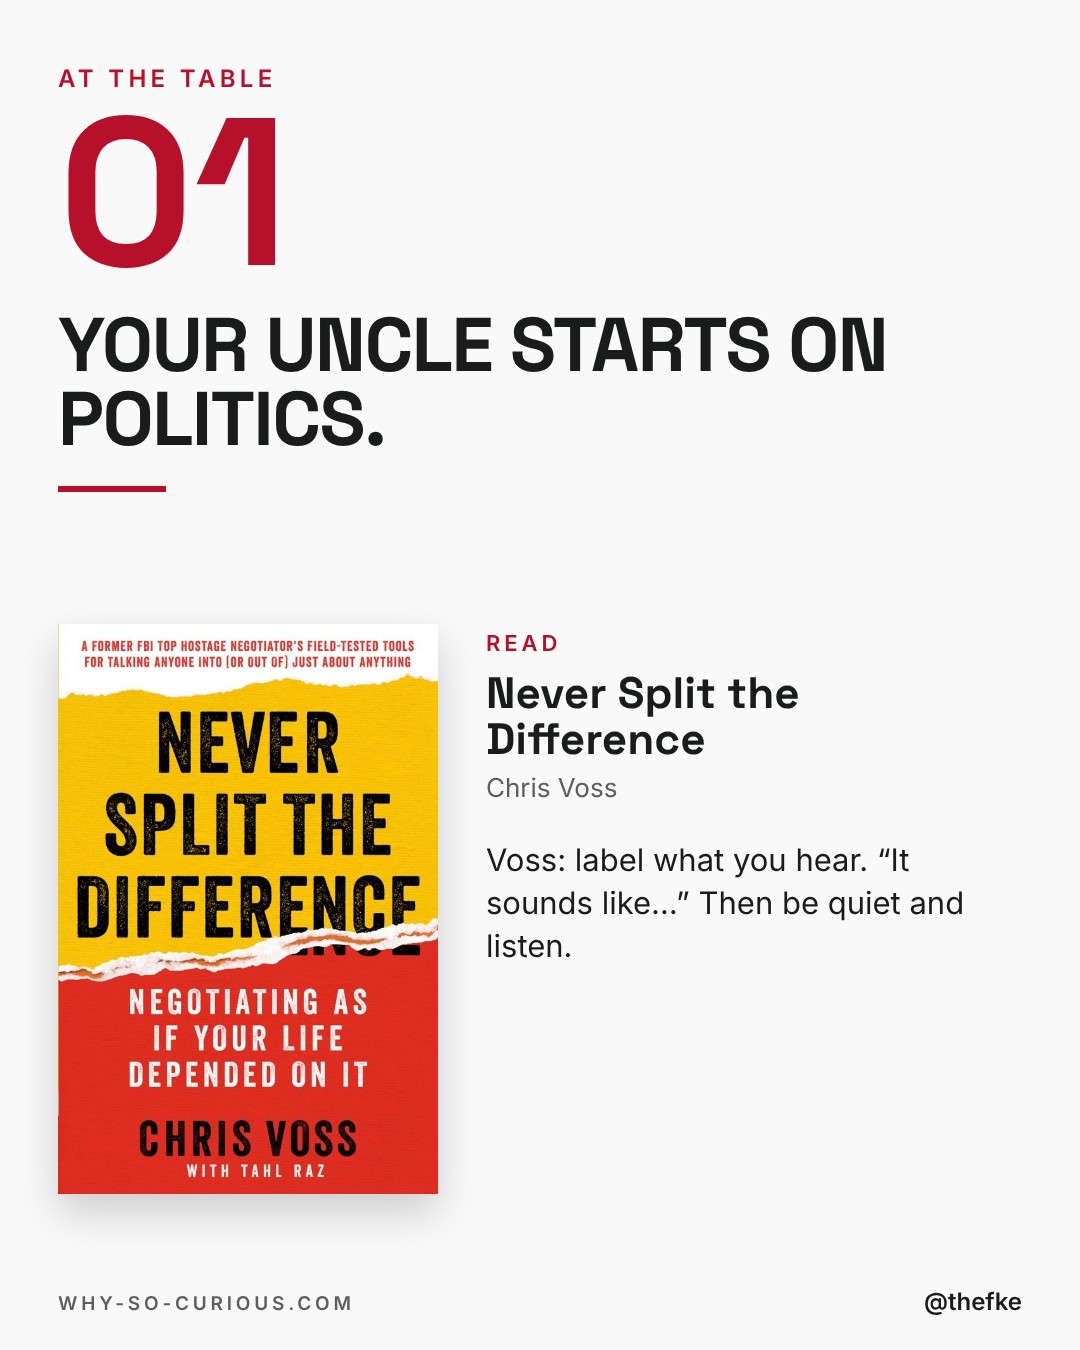 AT THE TABLE
01
YOUR UNCLE STARTS ON
POLITICS.
A FORMER FBI TOP HOSTAGE NEGOTIATOR'S FIELD-TESTED TOOLS
FOR TALKING ANYONE INTO (OR OUT OF) JUST ABOUT ANYTHING
NEVER
SPLIT THE
DIFFERENCE
NEGOTIATING AS
IF YOUR LIFE
DEPENDED ON IT
CHRIS VOSS
WITH TAHL RAZ
READ
Never Split the
Difference
Chris Voss
Voss: label what you hear. “It
sounds like...” Then be quiet and
listen.
WHY-SO-CURIOUS.COM
@thefke